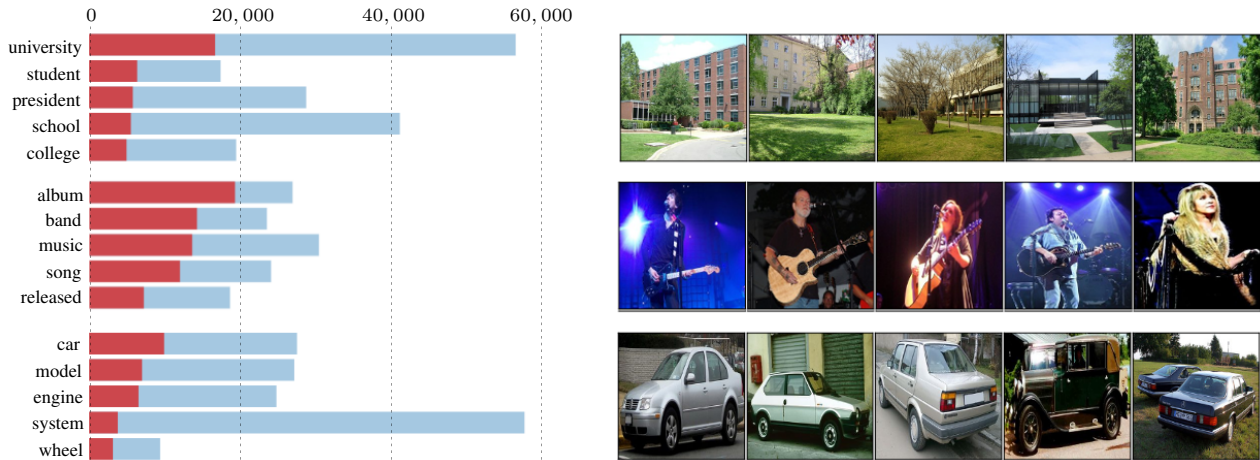 0 20,000 40,000 60,000
university
student
president
school
college
album
band
music
song
released
car
model
engine
system
wheel